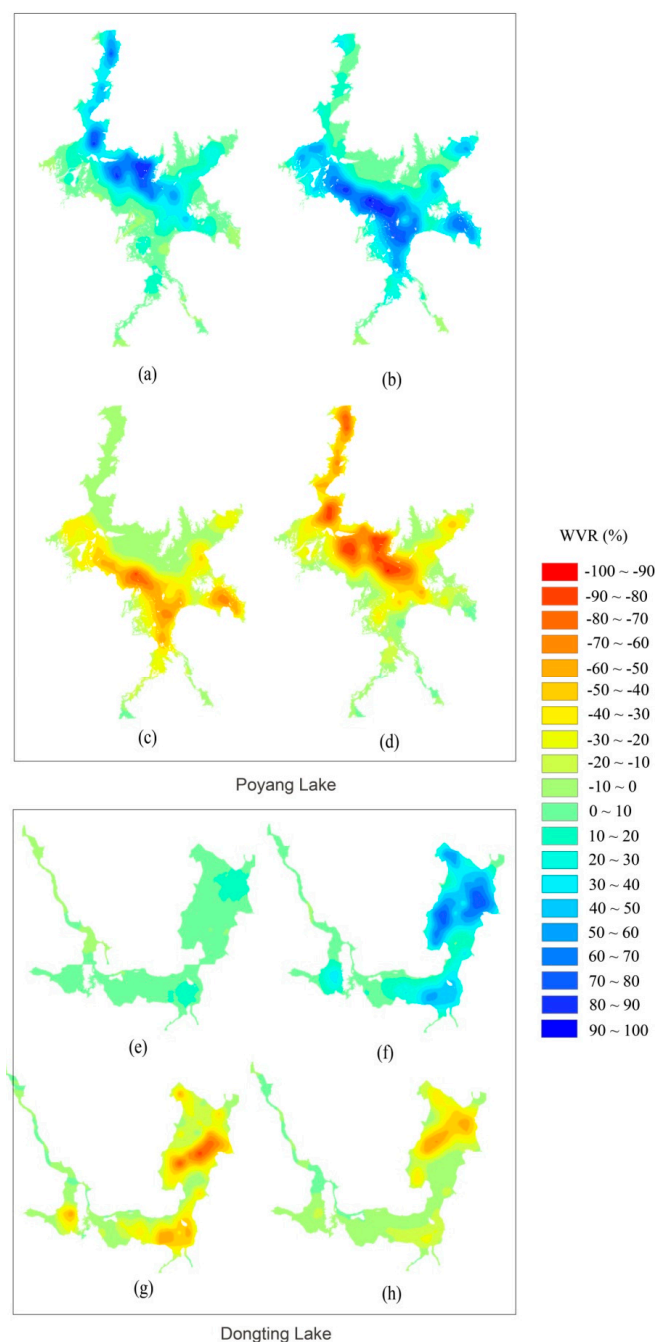 (a)
(b)
(c)
(d)
Poyang Lake
WVR (%)
-100 ~ -90
-90 ~ -80
-80 ~ -70
-70 ~ -60
-60 ~ -50
-50 ~ -40
-40 ~ -30
-30 ~ -20
-20 ~ -10
-10 ~ 0
0 ~ 10
10 ~ 20
20 ~ 30
30 ~ 40
40 ~ 50
50 ~ 60
60 ~ 70
70 ~ 80
80 ~ 90
90 ~ 100
(e)
(f)
(g)
(h)
Dongting Lake